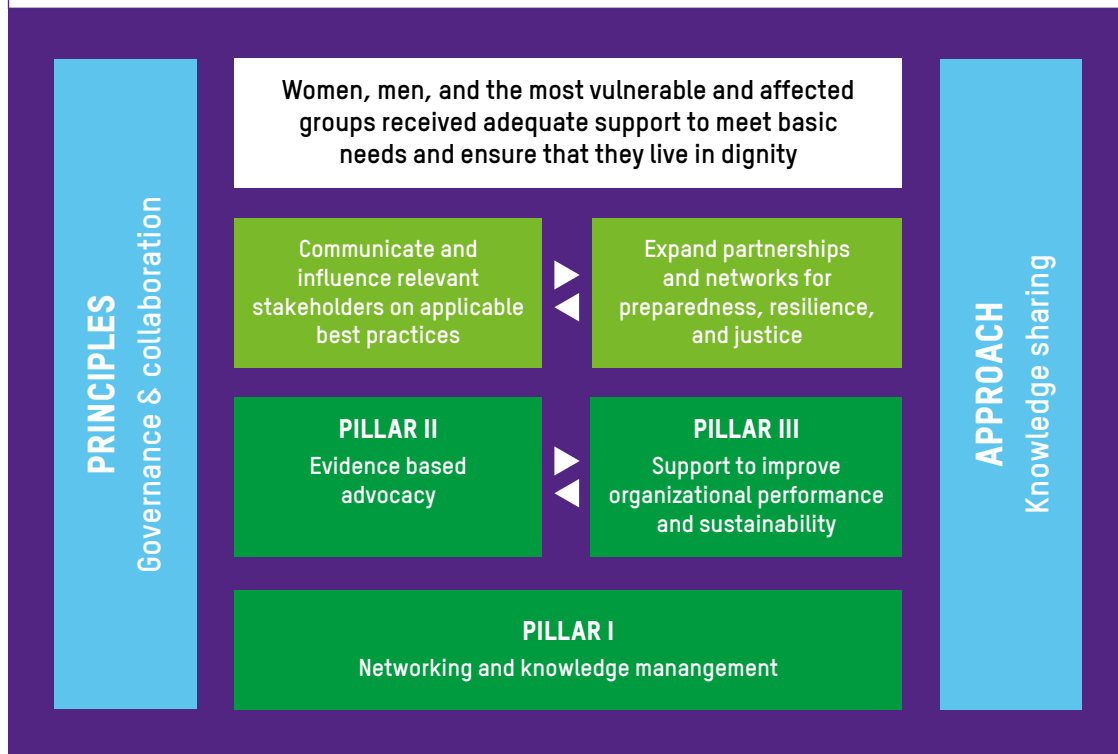 Women, men, and the most vulnerable and affected
groups received adequate support to meet basic
needs and ensure that they live in dignity
PRINCIPLES
Governance & collaboration
Communicate and
influence relevant
stakeholders on applicable
best practices
Expand partnerships
and networks for
preparedness, resilience,
and justice
PILLAR II
Evidence based
advocacy
PILLAR III
Support to improve
organizational performance
and sustainability
PILLAR I
Networking and knowledge manangement
APPROACH
Knowledge sharing